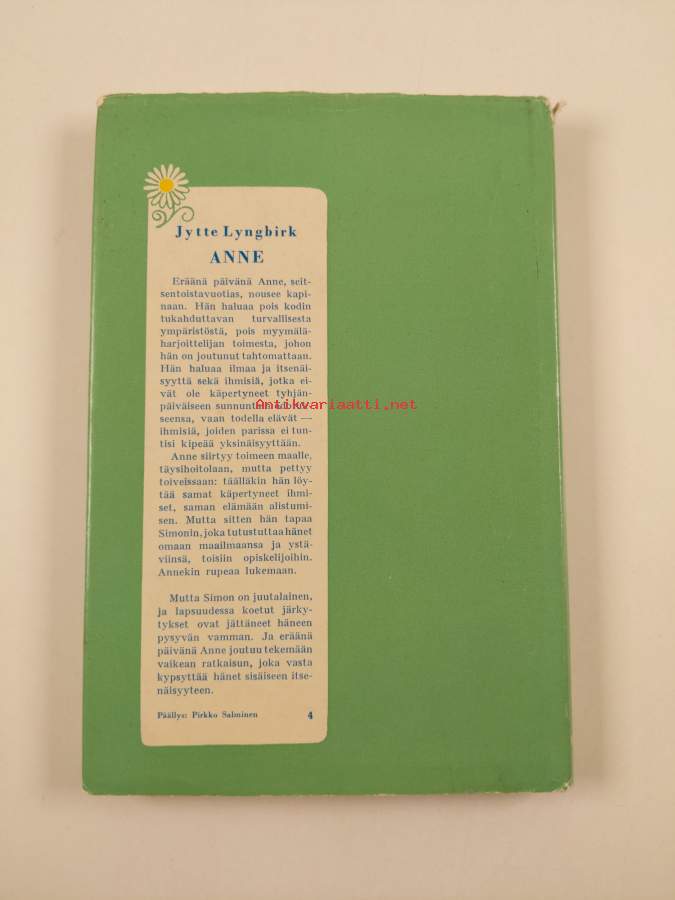 Jytte Lyngbirk
ANNE
Eräänä päivänä Anne, seit-
sentoistavuotias, nousee kapi-
naan. Hän haluaa pois kodin
tukahduttavan turvallisesta
ympäristöstä, pois myymälä-
harjoittelijan toimesta, johon
hän on joutunut tahtomattaan.
Hän haluaa ilmaa ja itsenäi-
syyttä sekä ihmisiä, jotka ei-
vät ole käpertyneet tyhjän-
päiväiseen
Antikvariaatti.net
seensa, vaan todella elävät —
ihmisiä, joiden parissa ei tun-
tisi kipeää yksinäisyyttään.
Anne siirtyy toimeen maalle,
täysihoitolaan, mutta pettyy
toiveissaan: täälläkin hän löy-
tää samat käpertyneet ihmi-
set, saman elämään alistumi-
sen. Mutta sitten hän tapaa
Simonin, joka tutustuttaa hänet
omaan maailmaansa ja ystä-
viinsä, toisiin opiskelijoihin.
Annekin rupeaa lukemaan.
Mutta Simon on juutalainen,
ja lapsuudessa koetut järky-
tykset ovat jättäneet häneen
pysyvän vamman. Ja eräänä
päivänä Anne joutuu tekemään
vaikean ratkaisun, joka vasta
kypsyttää hänet sisäiseen itse-
näisyyteen.
Päällys: Pirkko Salminen 4